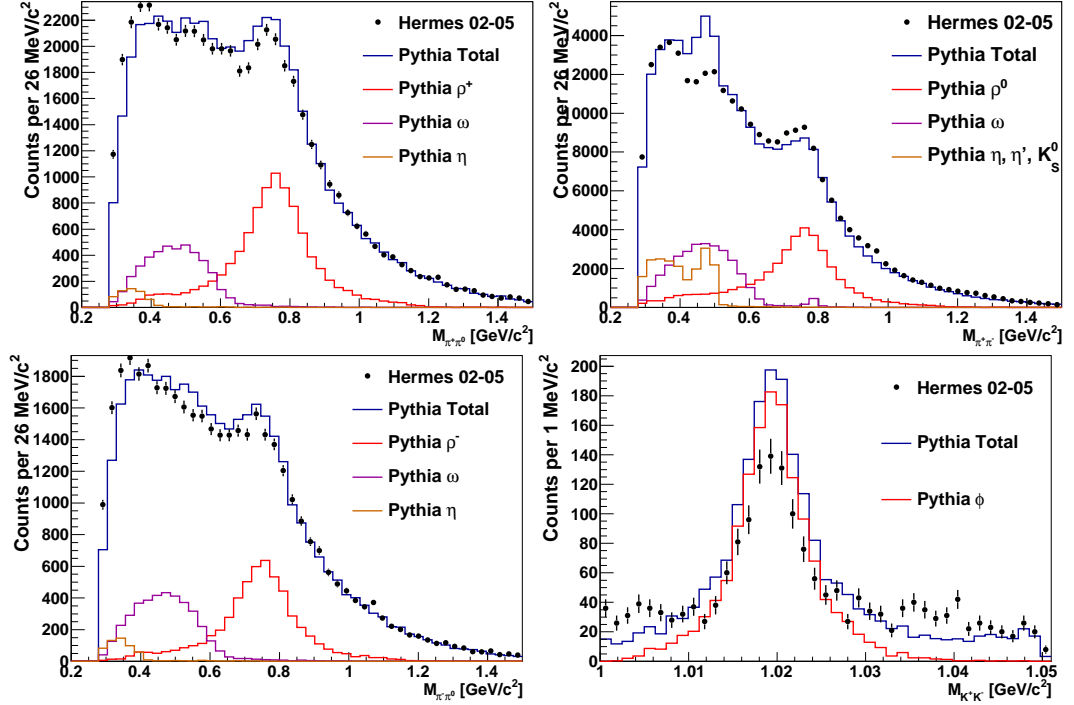 Counts per 26 MeV/c²
2200
2000
1800
1600
1400
1200
1000
800
600
400
200
0
0.2 0.4 0.6 0.8 1 1.2 1.4
M_{π⁺π⁰} [GeV/c²]
Hermes 02-05
Pythia Total
Pythia ρ⁺
Pythia ω
Pythia η
Counts per 26 MeV/c²
14000
12000
10000
8000
6000
4000
2000
0
0.2 0.4 0.6 0.8 1 1.2 1.4
M_{π⁺π⁻} [GeV/c²]
Hermes 02-05
Pythia Total
Pythia ρ⁰
Pythia ω
Pythia η, η’, K_S⁰
Counts per 26 MeV/c²
1800
1600
1400
1200
1000
800
600
400
200
0
0.2 0.4 0.6 0.8 1 1.2 1.4
M_{π⁻π⁰} [GeV/c²]
Hermes 02-05
Pythia Total
Pythia ρ⁻
Pythia ω
Pythia η
Counts per 1 MeV/c²
200
180
160
140
120
100
80
60
40
20
0
1 1.01 1.02 1.03 1.04 1.05
M_{K⁺K⁻} [GeV/c²]
Hermes 02-05
Pythia Total
Pythia ϕ